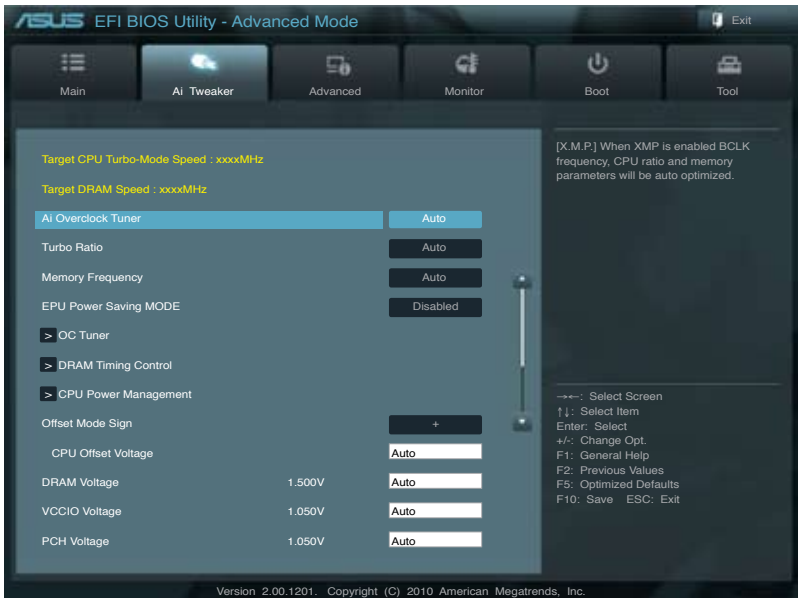 ASUS EFI BIOS Utility - Advanced Mode
Exit
Main
Ai Tweaker
Advanced
Monitor
Boot
Tool
Target CPU Turbo-Mode Speed : xxxxMHz
Target DRAM Speed : xxxxMHz
Ai Overclock Tuner Auto
Turbo Ratio Auto
Memory Frequency Auto
EPU Power Saving MODE Disabled
> OC Tuner
> DRAM Timing Control
> CPU Power Management
Offset Mode Sign +
CPU Offset Voltage Auto
DRAM Voltage 1.500V Auto
VCCIO Voltage 1.050V Auto
PCH Voltage 1.050V Auto
[X.M.P.] When XMP is enabled BCLK
frequency, CPU ratio and memory
parameters will be auto optimized.
→←: Select Screen
↑↓: Select Item
Enter: Select
+/-: Change Opt.
F1: General Help
F2: Previous Values
F5: Optimized Defaults
F10: Save ESC: Exit
Version 2.00.1201. Copyright (C) 2010 American Megatrends, Inc.